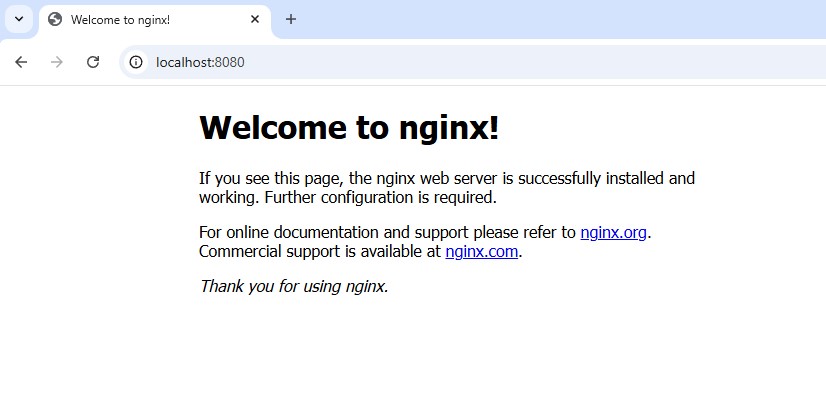 Welcome to nginx!
localhost:8080
Welcome to nginx!
If you see this page, the nginx web server is successfully installed and
working. Further configuration is required.
For online documentation and support please refer to nginx.org.
Commercial support is available at nginx.com.
Thank you for using nginx.